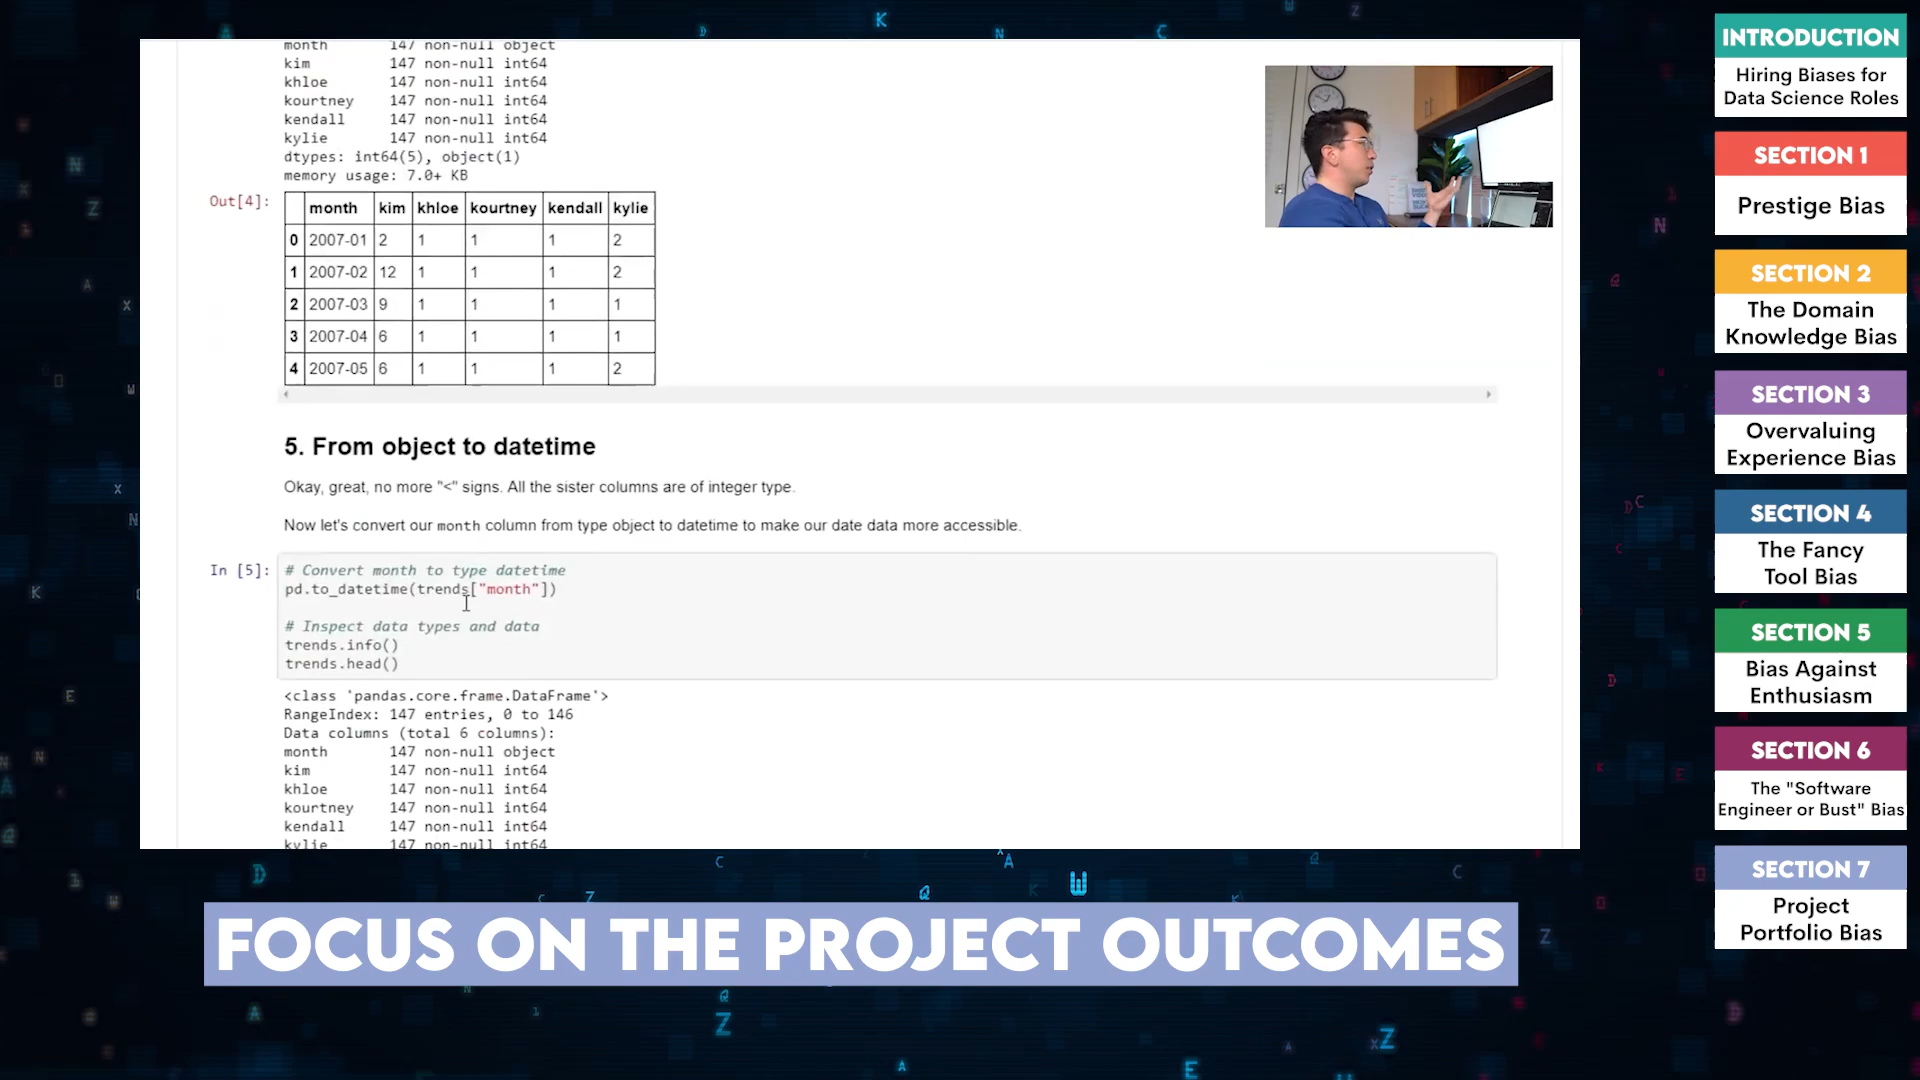 month 147 non-null object
kim 147 non-null int64
khloe 147 non-null int64
kourtney 147 non-null int64
kendall 147 non-null int64
kylie 147 non-null int64
dtypes: int64(5), object(1)
memory usage: 7.0+ KB
Out[4]:
month kim khloe kourtney kendall kylie
0 2007-01 2 1 1 1 2
1 2007-02 12 1 1 1 2
2 2007-03 9 1 1 1 1
3 2007-04 6 1 1 1 1
4 2007-05 6 1 1 1 2
5. From object to datetime
Okay, great, no more "<" signs. All the sister columns are of integer type.
Now let's convert our month column from type object to datetime to make our date data more accessible.
In [5]:
# Convert month to type datetime
pd.to_datetime(trends["month"])
# Inspect data types and data
trends.info()
trends.head()
<class 'pandas.core.frame.DataFrame'>
RangeIndex: 147 entries, 0 to 146
Data columns (total 6 columns):
month 147 non-null object
kim 147 non-null int64
khloe 147 non-null int64
kourtney 147 non-null int64
kendall 147 non-null int64
kylie 147 non-null int64
FOCUS ON THE PROJECT OUTCOMES
INTRODUCTION
Hiring Biases for
Data Science Roles
SECTION 1
Prestige Bias
SECTION 2
The Domain
Knowledge Bias
SECTION 3
Overvaluing
Experience Bias
SECTION 4
The Fancy
Tool Bias
SECTION 5
Bias Against
Enthusiasm
SECTION 6
The "Software
Engineer or Bust" Bias
SECTION 7
Project
Portfolio Bias